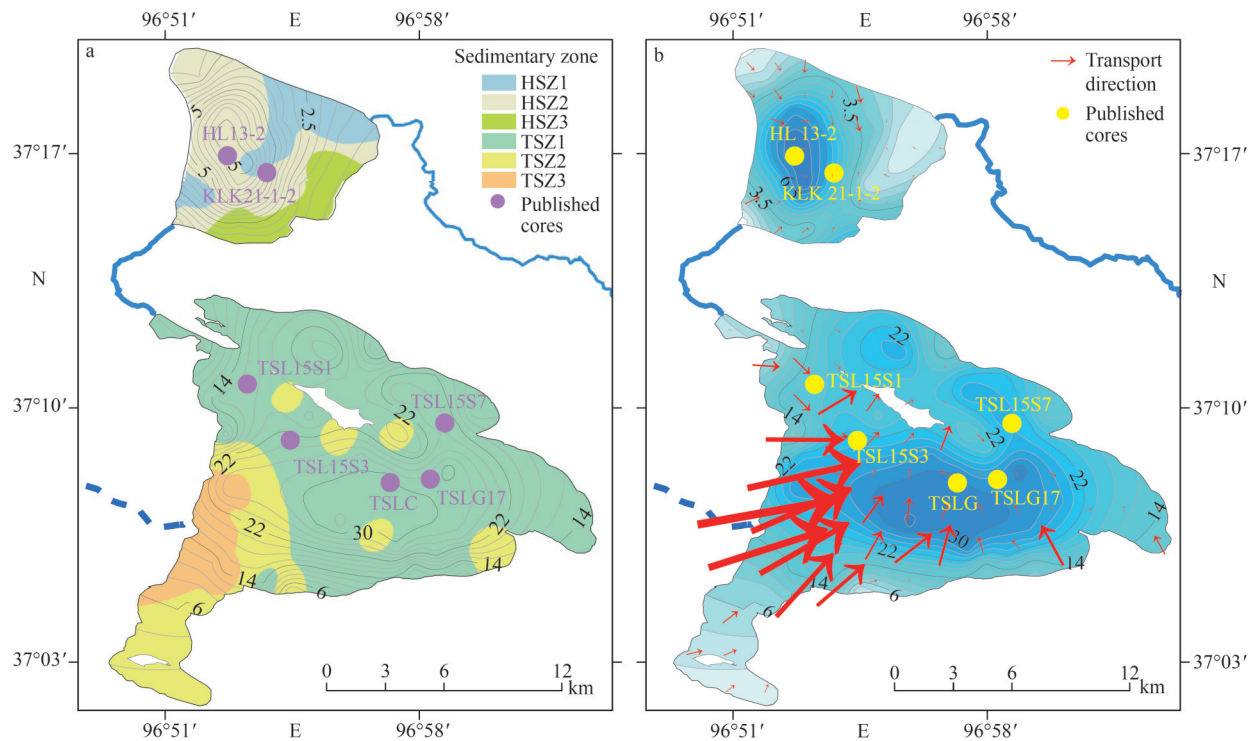 96°51′ E 96°58′
96°51′ E 96°58′
a
Sedimentary zone
HSZ1
HSZ2
HSZ3
TSZ1
TSZ2
TSZ3
Published
cores
5
2.5
HL13-2
5
5
KLK21-1-2
37°17′
N
37°10′
37°03′
14
TSL15S1
22
TSL15S7
TSL15S3
22
TSLC
TSLG17
22
30
22
14
14
14
6
6
0 3 6 12
km
96°51′ E 96°58′
b
Transport
direction
Published
cores
3.5
HL 13-2
6.5
KLK 21-1-2
3.5
37°17′
N
37°10′
37°03′
22
TSL15S1
14
TSL15S7
22
TSL15S3
22
22
TSLG
TSLG17
30
22
14
14
14
6
6
0 3 6 12
km
96°51′ E 96°58′